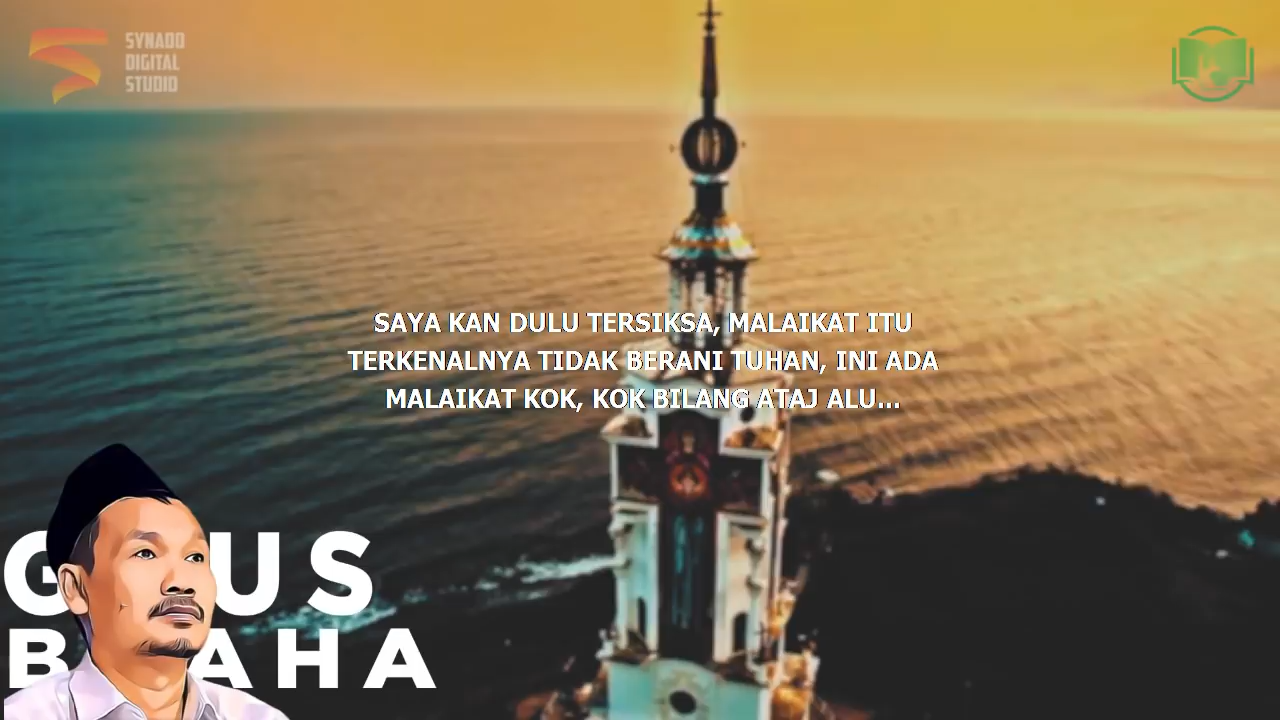 SYNADO
DIGITAL
STUDIO
SAYA KAN DULU TERSIKSA, MALAIKAT ITU
TERKENALNYA TIDAK BERANI TUHAN, INI ADA
MALAIKAT KOK, KOK BILANG ATAJ ALU...
GUS
BAHA